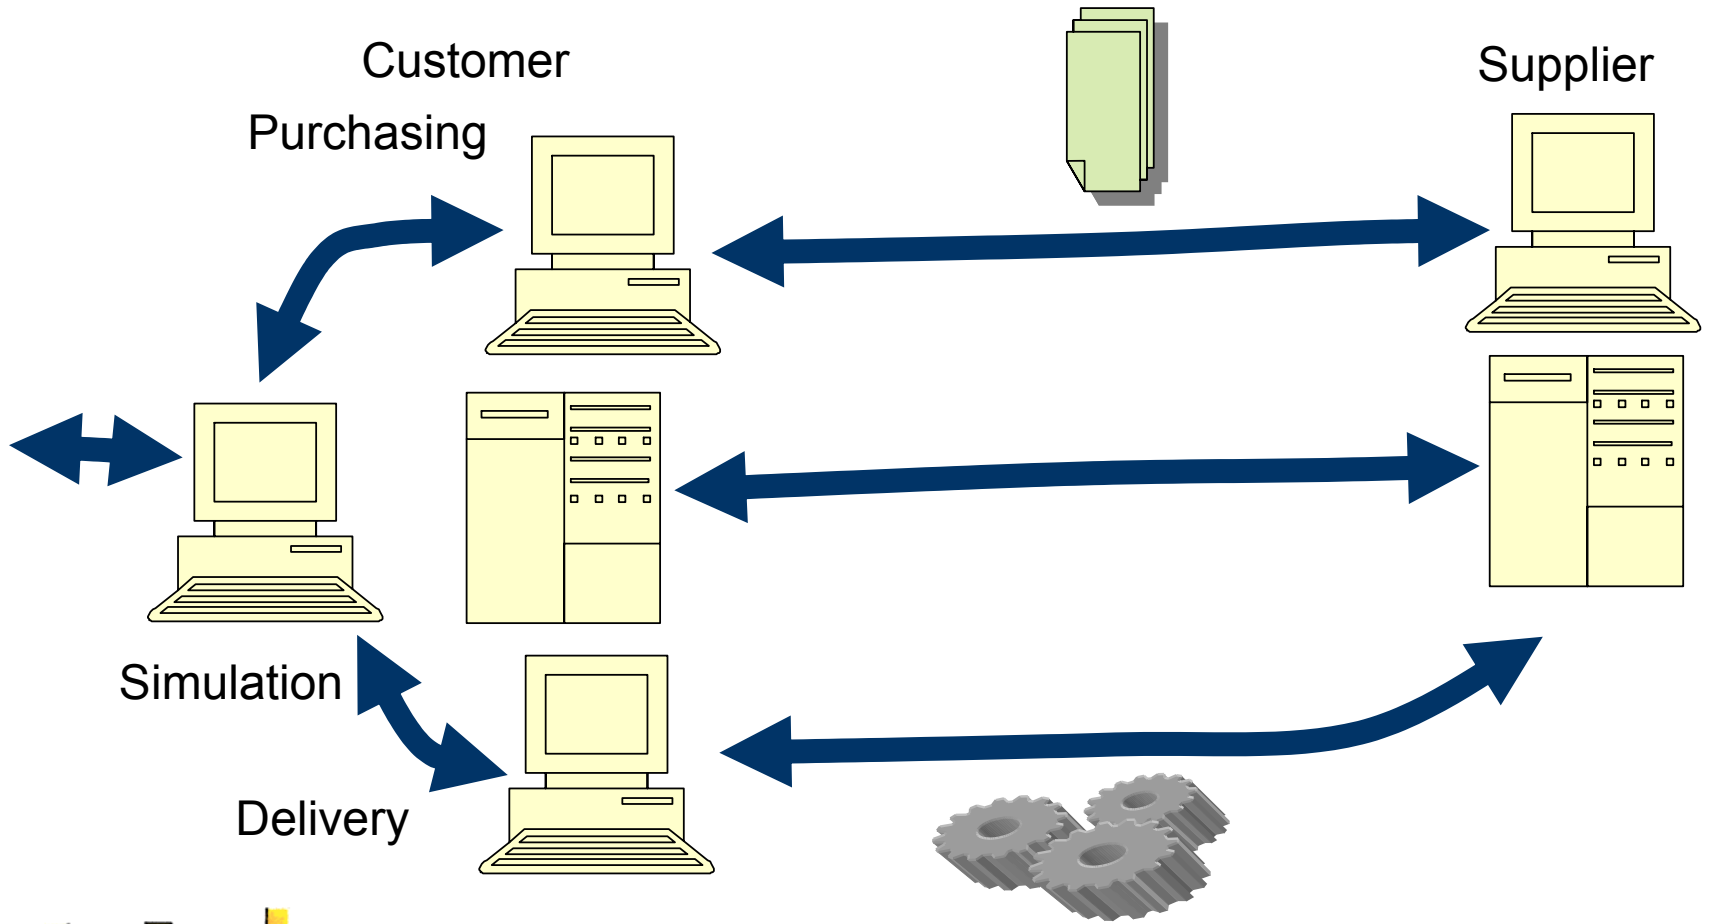 Customer
Supplier
Purchasing
Simulation
Delivery